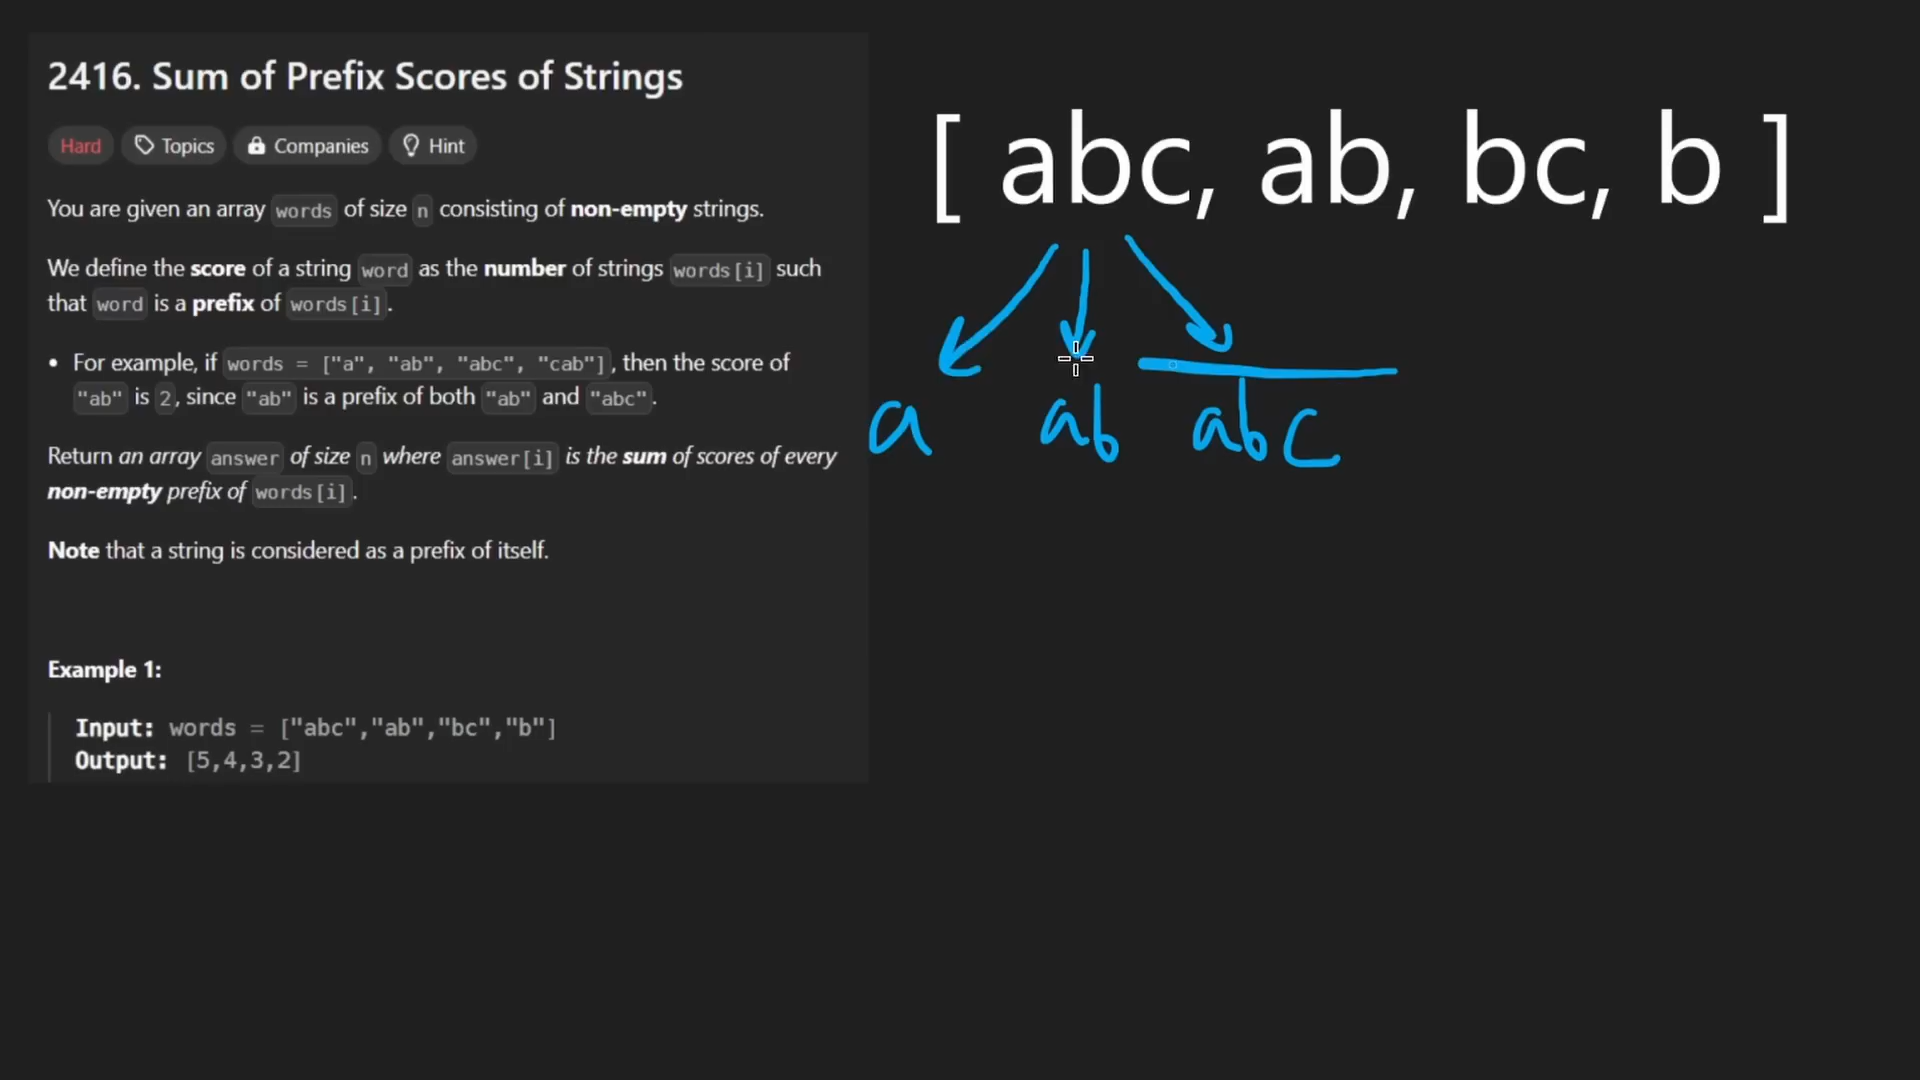 2416. Sum of Prefix Scores of Strings
Hard Topics Companies Hint
You are given an array words of size n consisting of non-empty strings.
We define the score of a string word as the number of strings words[i] such
that word is a prefix of words[i].
• For example, if words = ["a", "ab", "abc", "cab"], then the score of
"ab" is 2, since "ab" is a prefix of both "ab" and "abc".
Return an array answer of size n where answer[i] is the sum of scores of every
non-empty prefix of words[i].
Note that a string is considered as a prefix of itself.
Example 1:
Input: words = ["abc","ab","bc","b"]
Output: [5,4,3,2]
[ abc, ab, bc, b ]
a ab abc